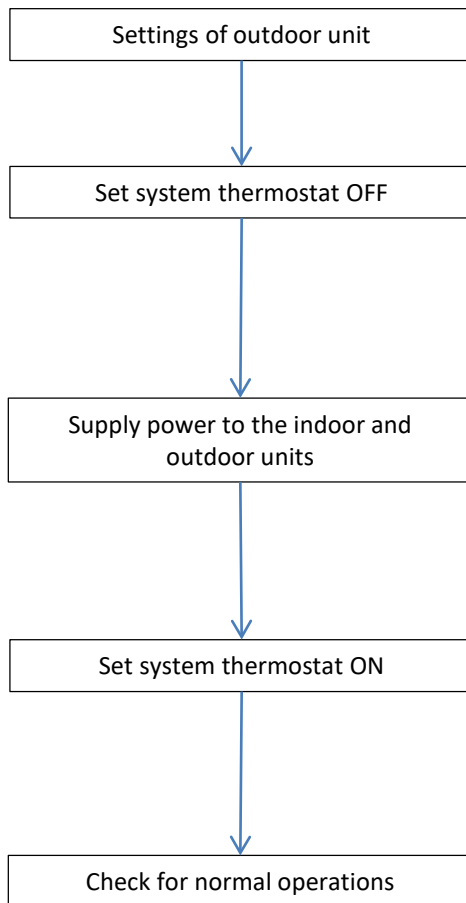 Settings of outdoor unit
Set system thermostat OFF
Supply power to the indoor and
outdoor units
Set system thermostat ON
Check for normal operations